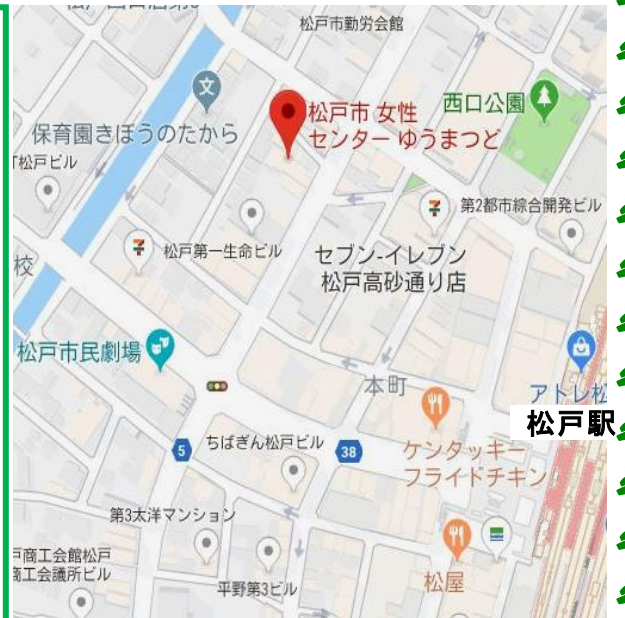 松戸市勤労会館
文
松戸市 女性
センター ゆうまつど
西口公園
保育園きぼうのたから
松戸ビル
第2都市綜合開発ビル
7
7
松戸第一生命ビル
セブン-イレブン
松戸高砂通り店
校
松戸市民劇場
本町
アトレ松
松戸駅
5
ちばぎん松戸ビル
38
ケンタッキー
フライドチキン
第3太洋マンション
戸商工会館松戸
商工会議所ビル
平野第3ビル
松屋